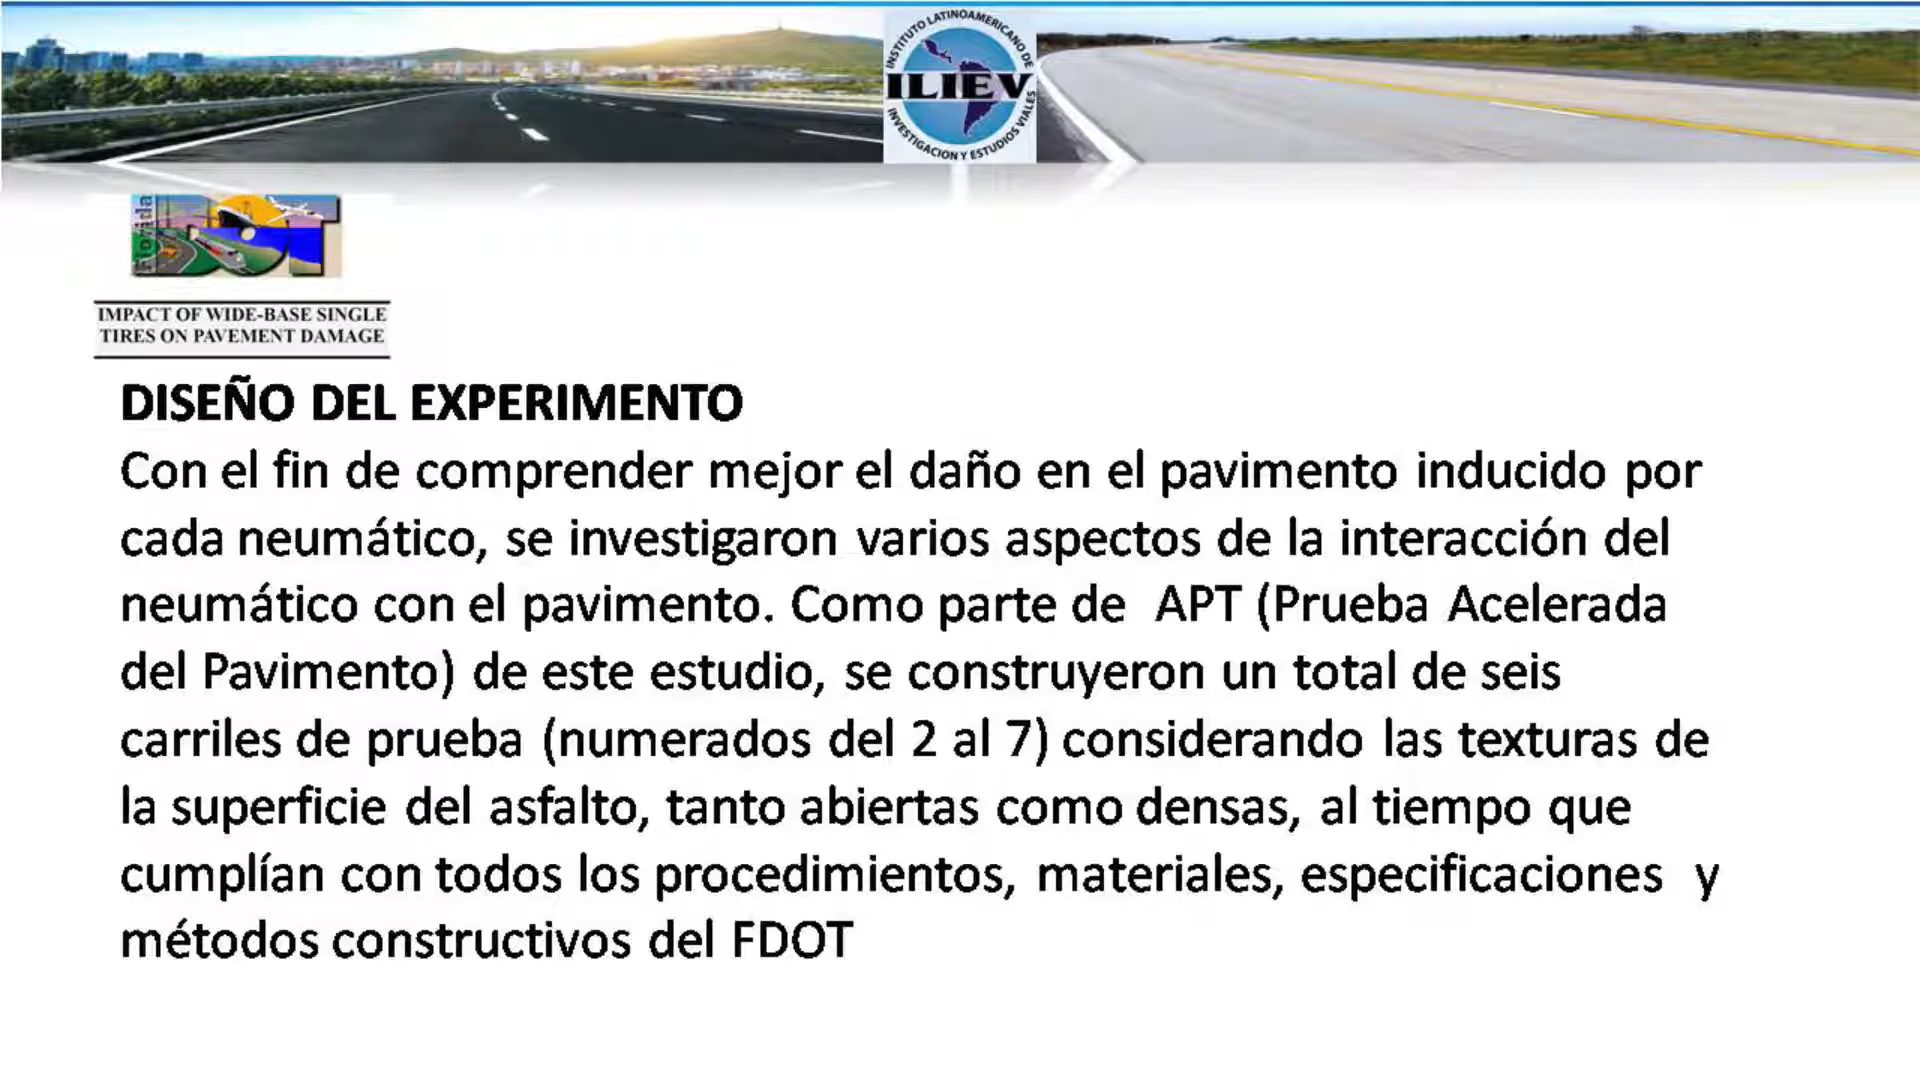 INSTITUTO LATINOAMERICANO DE
ILIEV
INVESTIGACION Y ESTUDIOS VIALES
Florida
DOT
IMPACT OF WIDE-BASE SINGLE
TIRES ON PAVEMENT DAMAGE
DISEÑO DEL EXPERIMENTO
Con el fin de comprender mejor el daño en el pavimento inducido por
cada neumático, se investigaron varios aspectos de la interacción del
neumático con el pavimento. Como parte de APT (Prueba Acelerada
del Pavimento) de este estudio, se construyeron un total de seis
carriles de prueba (numerados del 2 al 7) considerando las texturas de
la superficie del asfalto, tanto abiertas como densas, al tiempo que
cumplían con todos los procedimientos, materiales, especificaciones y
métodos constructivos del FDOT